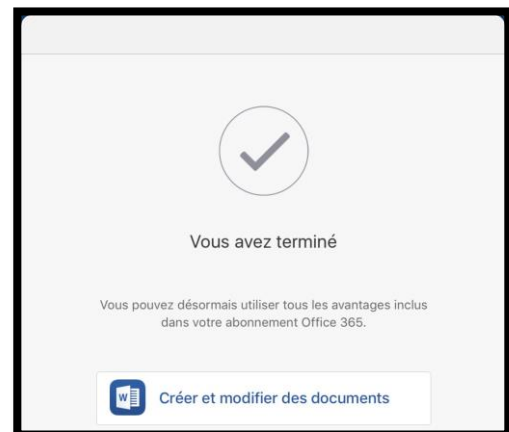 Vous avez terminé
Vous pouvez désormais utiliser tous les avantages inclus
dans votre abonnement Office 365.
W Créer et modifier des documents